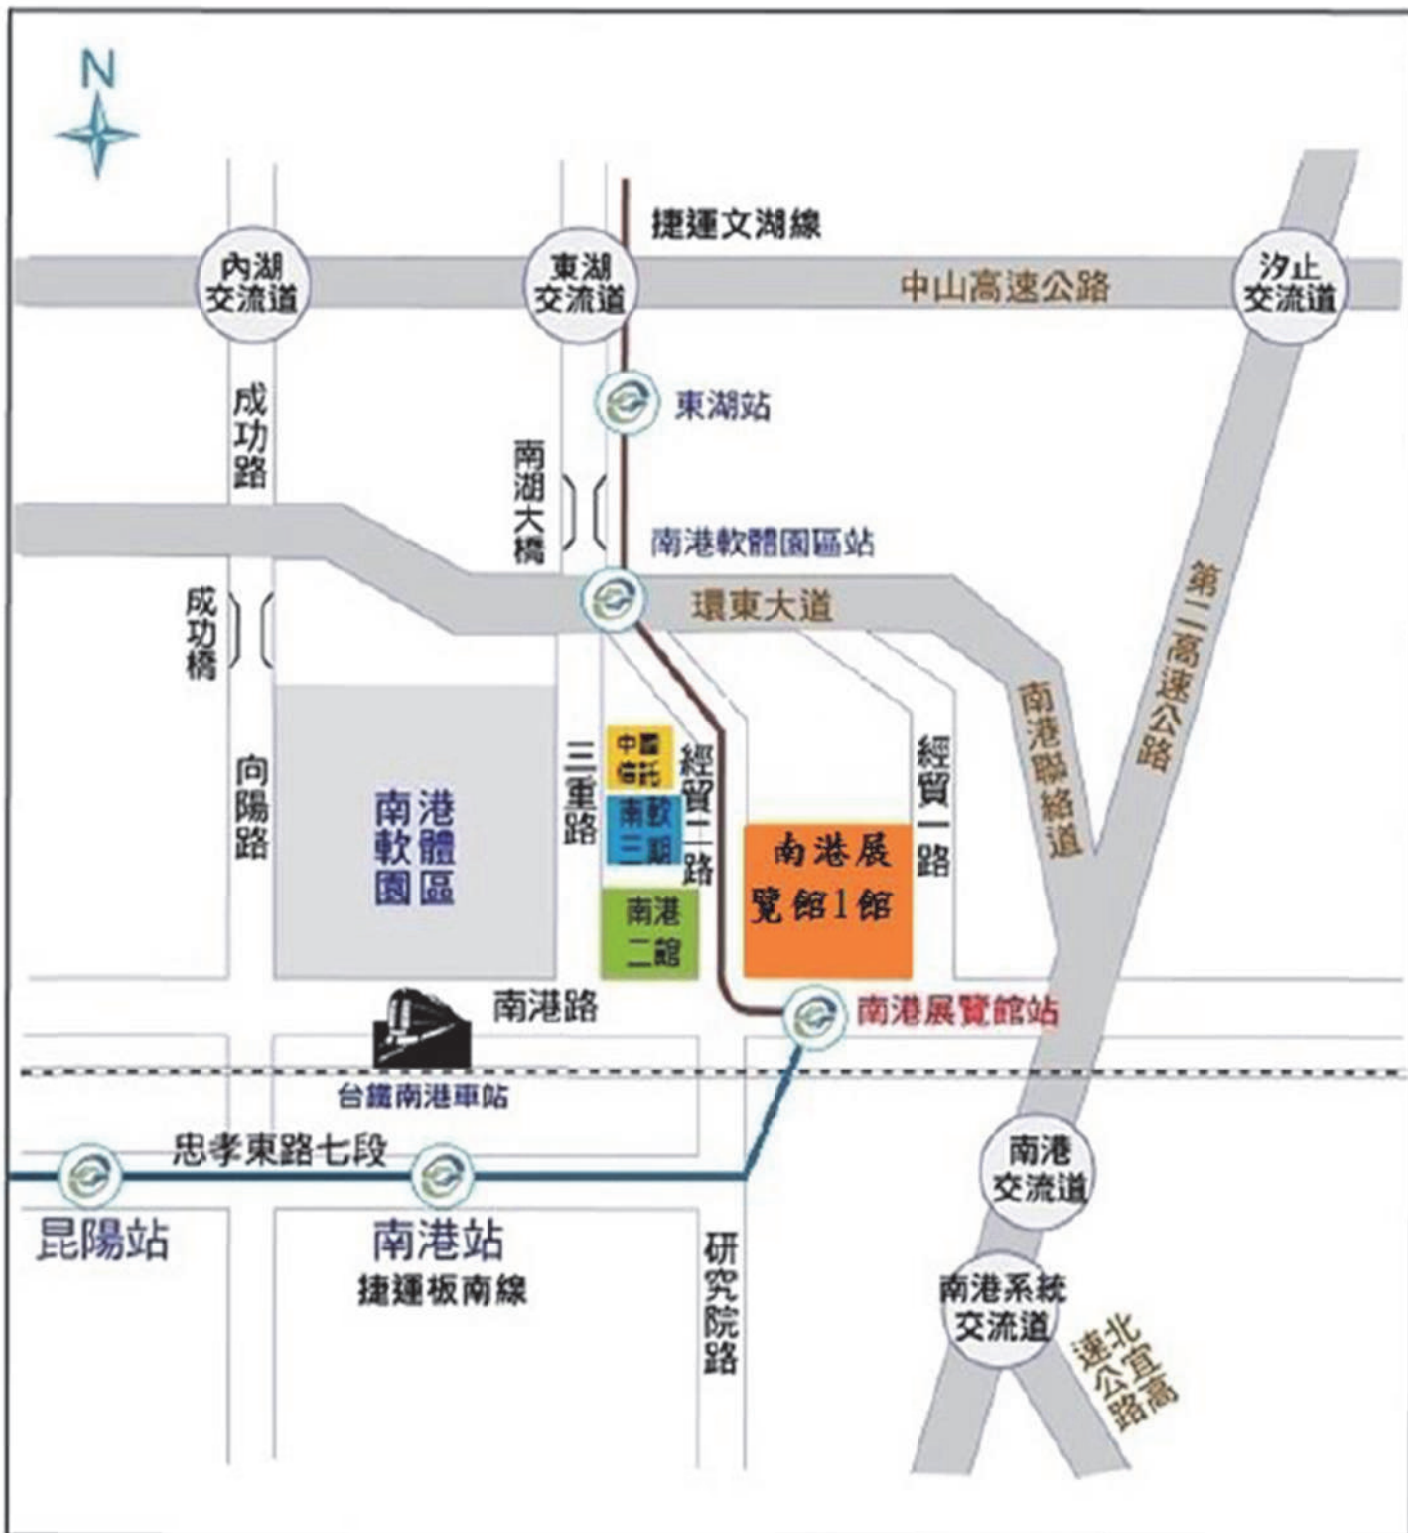 N
捷運文湖線
內湖
交流道
東湖
交流道
中山高速公路
汐止
交流道
成功路
東湖站
南湖大橋
南港軟體園區站
環東大道
成功橋
第二高速公路
南港聯絡道
向陽路
南港
軟體
園區
三重路
中國
信託
南軟
三期
經貿二路
南港
二館
南港展
覽館1館
經貿一路
南港路
南港展覽館站
台鐵南港車站
忠孝東路七段
昆陽站
南港站
捷運板南線
研究院路
南港
交流道
南港系統
交流道
北宜高
速公路